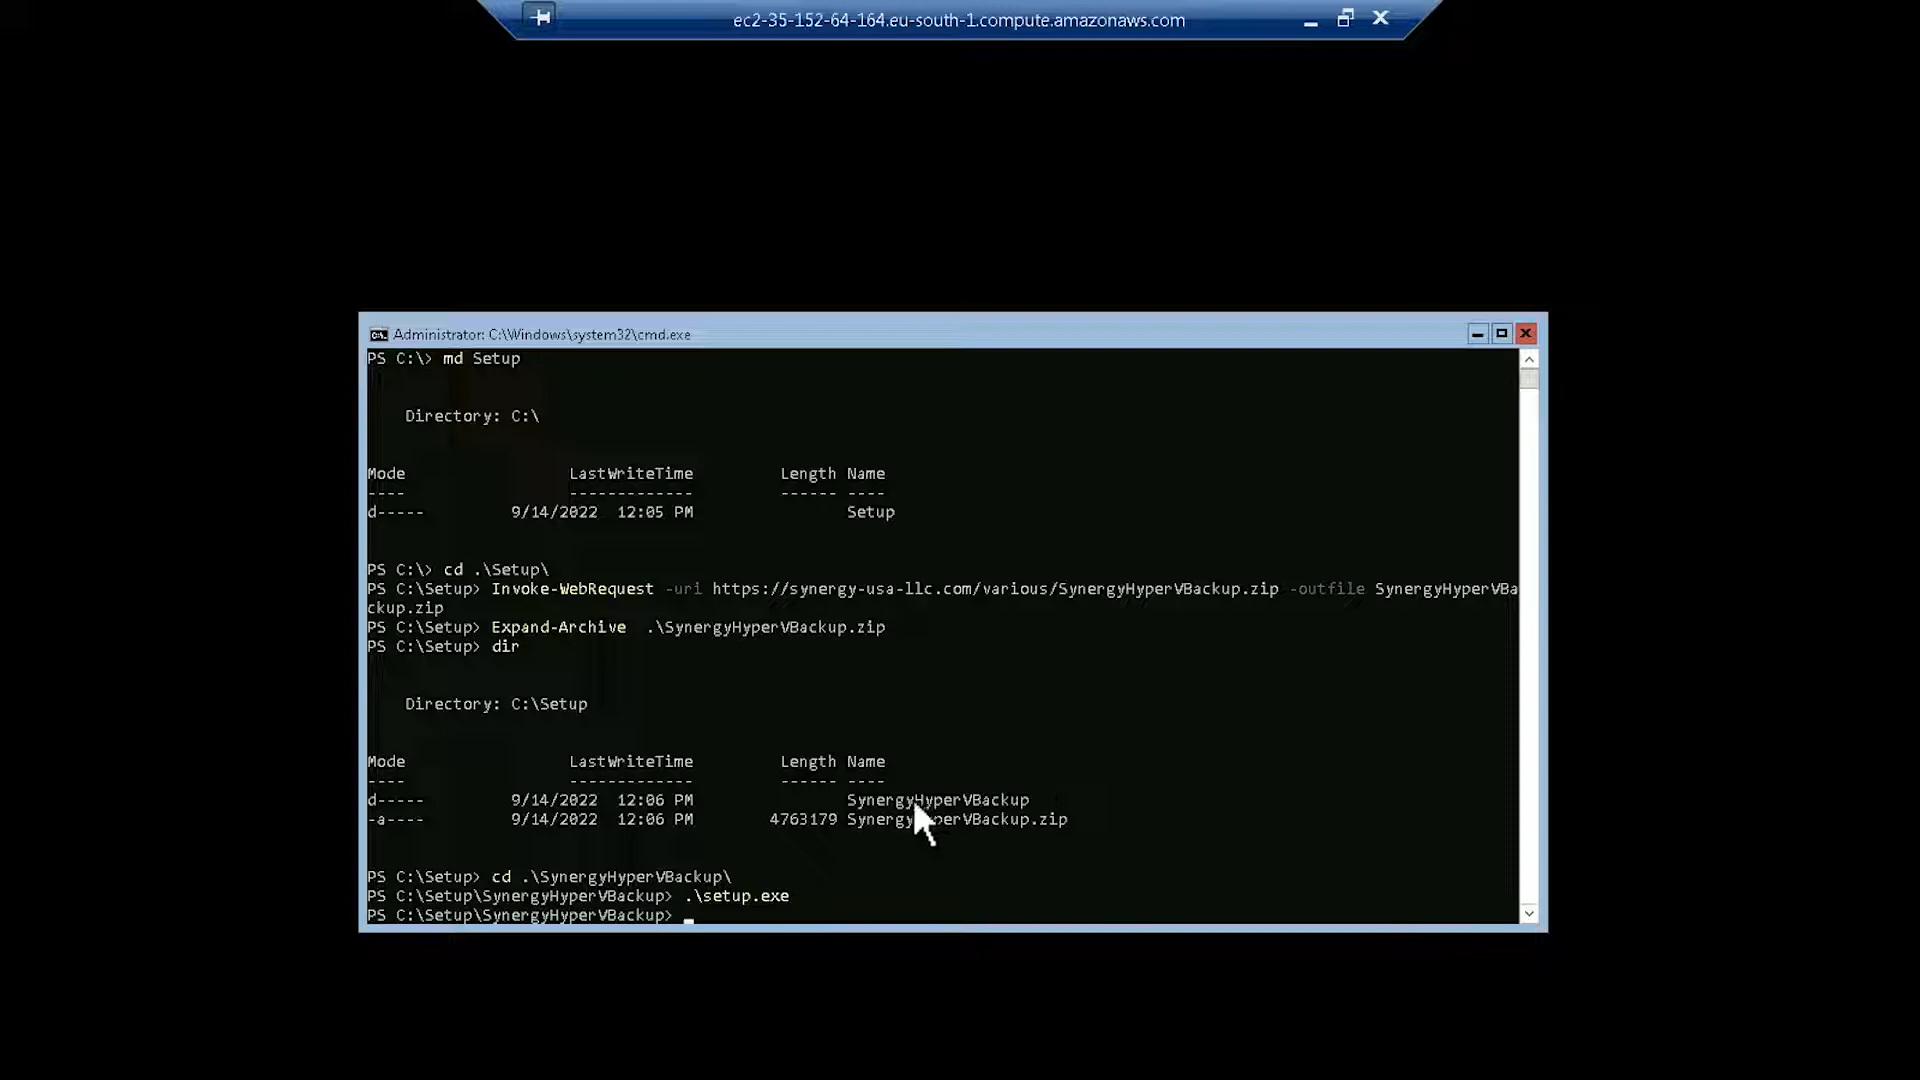 ec2-35-152-64-164.eu-south-1.compute.amazonaws.com
Administrator: C:\Windows\system32\cmd.exe
PS C:\> md Setup
Directory: C:\
Mode LastWriteTime Length Name
---- ------------- ------ ----
d----- 9/14/2022 12:05 PM Setup
PS C:\> cd .\Setup\
PS C:\Setup> Invoke-WebRequest -uri https://synergy-usa-llc.com/various/SynergyHyperVBackup.zip -outfile SynergyHyperVBa
ckup.zip
PS C:\Setup> Expand-Archive .\SynergyHyperVBackup.zip
PS C:\Setup> dir
Directory: C:\Setup
Mode LastWriteTime Length Name
---- ------------- ------ ----
d----- 9/14/2022 12:06 PM SynergyHyperVBackup
-a---- 9/14/2022 12:06 PM 4763179 SynergyHyperVBackup.zip
PS C:\Setup> cd .\SynergyHyperVBackup\
PS C:\Setup\SynergyHyperVBackup> .\setup.exe
PS C:\Setup\SynergyHyperVBackup>